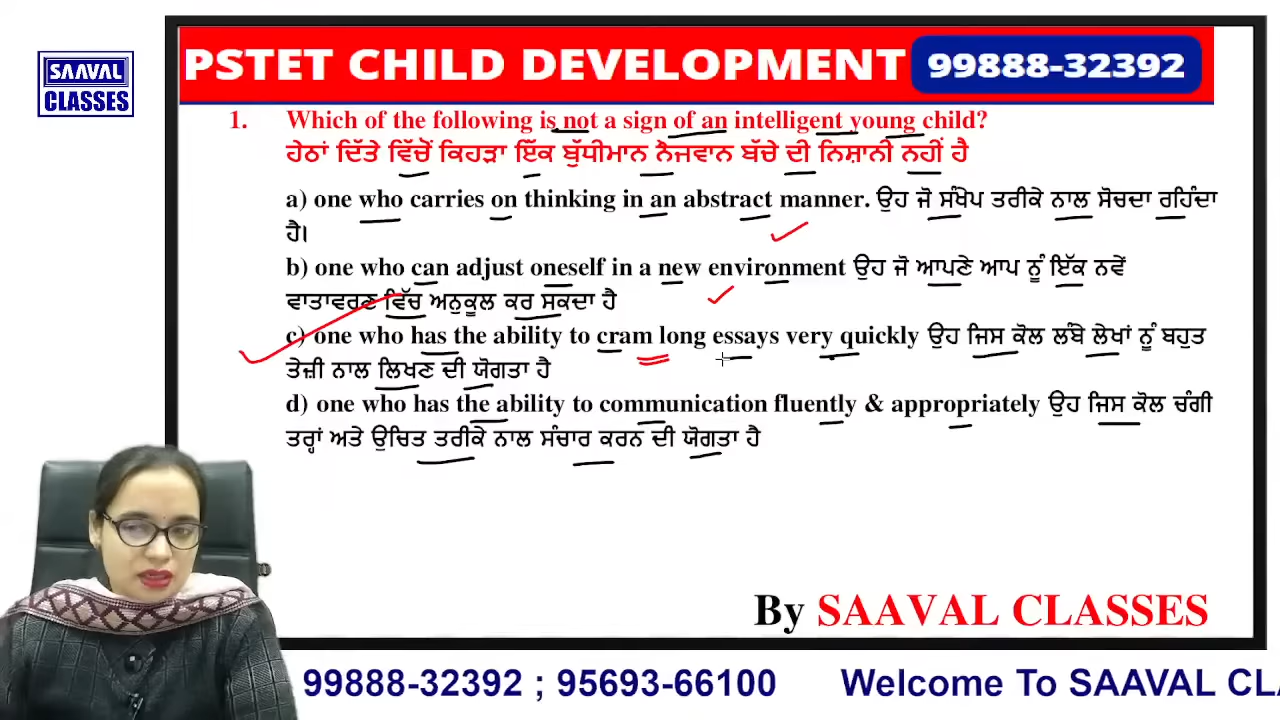 SAAVAL
CLASSES
PSTET CHILD DEVELOPMENT
99888-32392
1. Which of the following is not a sign of an intelligent young child?
ਹੇਠਾਂ ਦਿੱਤੇ ਵਿੱਚੋਂ ਕਿਹੜਾ ਇੱਕ ਬੁੱਧੀਮਾਨ ਨੌਜਵਾਨ ਬੱਚੇ ਦੀ ਨਿਸ਼ਾਨੀ ਨਹੀਂ ਹੈ
a) one who carries on thinking in an abstract manner. ਉਹ ਜੋ ਸੰਖੇਪ ਤਰੀਕੇ ਨਾਲ ਸੋਚਦਾ ਰਹਿੰਦਾ
ਹੈ।
b) one who can adjust oneself in a new environment ਉਹ ਜੋ ਆਪਣੇ ਆਪ ਨੂੰ ਇੱਕ ਨਵੇਂ
ਵਾਤਾਵਰਣ ਵਿੱਚ ਅਨੁਕੂਲ ਕਰ ਸਕਦਾ ਹੈ
c) one who has the ability to cram long essays very quickly ਉਹ ਜਿਸ ਕੋਲ ਲੰਬੇ ਲੇਖਾਂ ਨੂੰ ਬਹੁਤ
ਤੇਜ਼ੀ ਨਾਲ ਲਿਖਣ ਦੀ ਯੋਗਤਾ ਹੈ
d) one who has the ability to communication fluently & appropriately ਉਹ ਜਿਸ ਕੋਲ ਚੰਗੀ
ਤਰ੍ਹਾਂ ਅਤੇ ਉਚਿਤ ਤਰੀਕੇ ਨਾਲ ਸੰਚਾਰ ਕਰਨ ਦੀ ਯੋਗਤਾ ਹੈ
By SAAVAL CLASSES
99888-32392 ; 95693-66100 Welcome To SAAVAL CLA